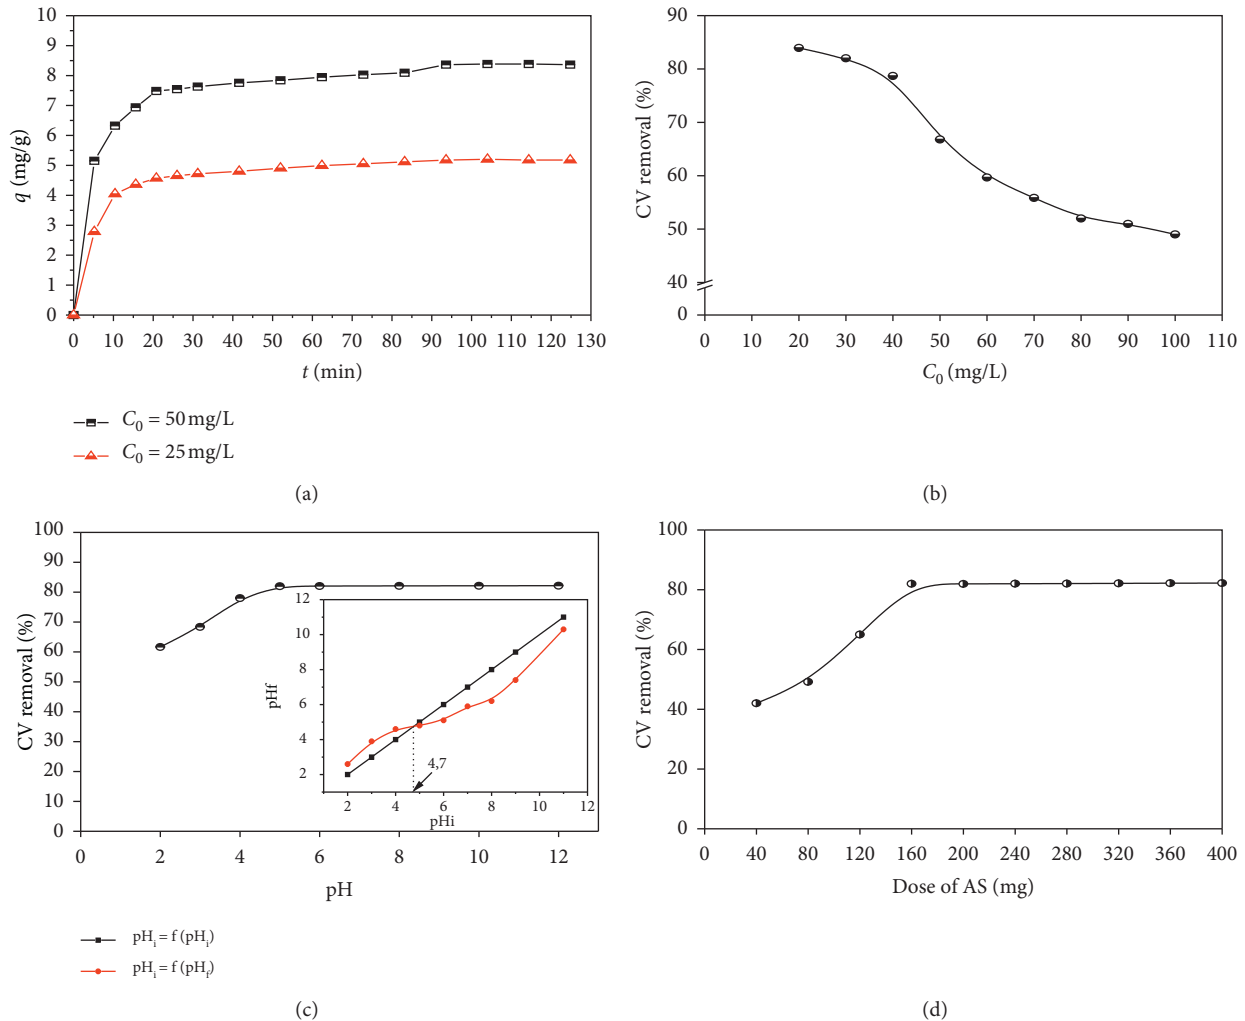 10
9
8
7
6
5
4
3
2
1
0
q (mg/g)
0 10 20 30 40 50 60 70 80 90 100 110 120 130
t (min)
C₀ = 50 mg/L
C₀ = 25 mg/L
(a)
90
80
70
60
50
40
0
CV removal (%)
0 10 20 30 40 50 60 70 80 90 100 110
C₀ (mg/L)
(b)
100
90
80
70
60
50
40
30
20
10
0
CV removal (%)
0 2 4 6 8 10 12
pH
12
10
8
6
4
2
pHf
4,7
2 4 6 8 10 12
pHi
pHᵢ = f (pHᵢ)
pHᵢ = f (pH_f)
(c)
100
80
60
40
20
0
CV removal (%)
0 40 80 120 160 200 240 280 320 360 400
Dose of AS (mg)
(d)